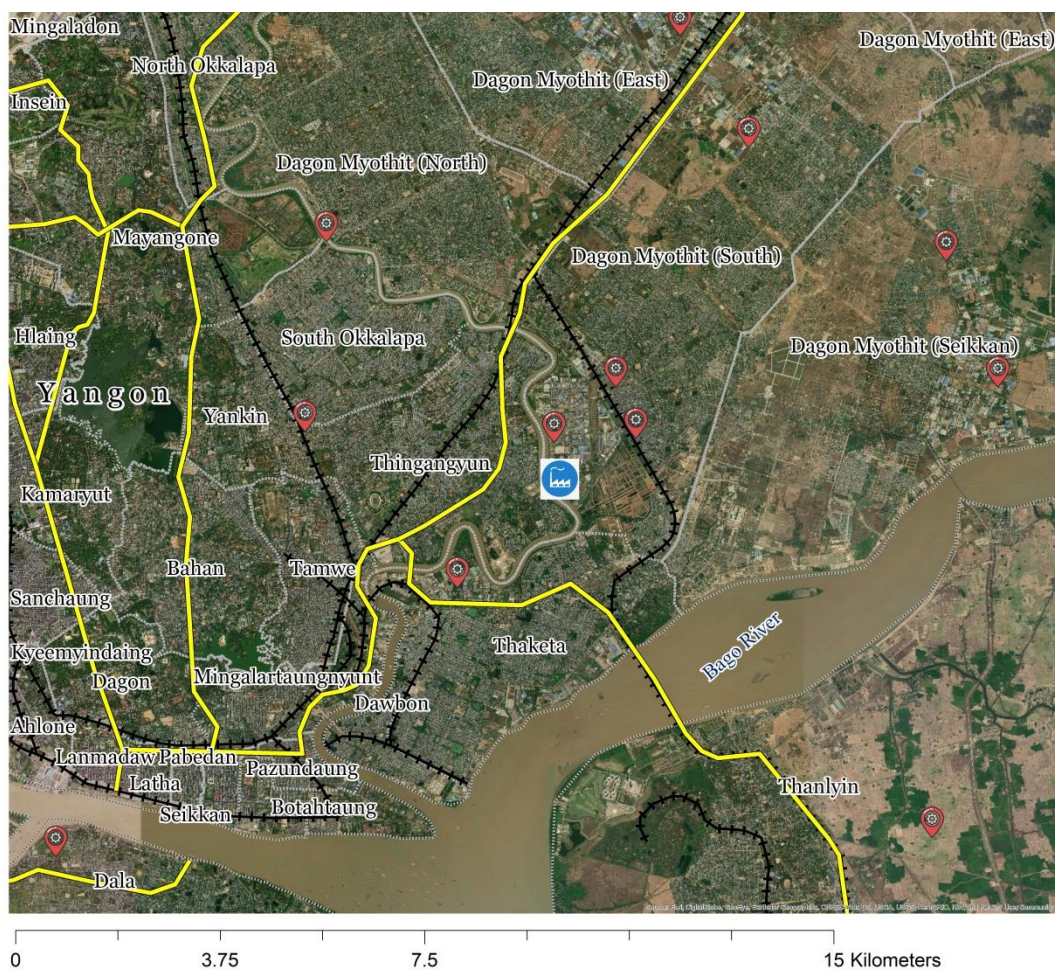 Mingaladon
Dagon Myothit (East)
North Okkalapa
Dagon Myothit (East)
Insein
Dagon Myothit (North)
Mayangone
Dagon Myothit (South)
Hlaing
South Okkalapa
Dagon Myothit (Seikkan)
Yangon
Yankin
Thingangyun
Kamaryut
Bahan
Tamwe
Sanchaung
Thaketa
Bago River
Kyeemyindaing
Dagon
Mingalartaungnyunt
Dawbon
Ahlone
Lanmadaw Pabedan
Pazundaung
Latha
Thanlyin
Seikkan
Botahtaung
Dala
0 3.75 7.5 15 Kilometers